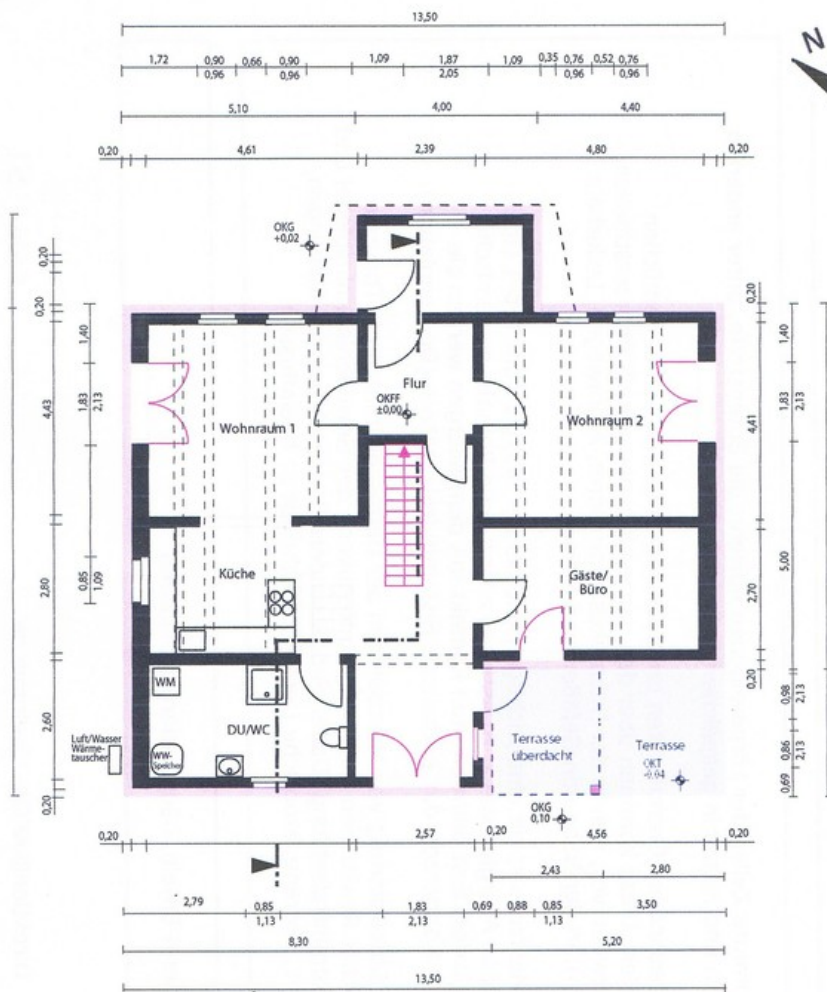 13,50
1,72 0,90 0,66 0,90 1,09 1,87 1,09 0,35 0,76 0,52 0,76
0,96 0,96 2,05 0,96 0,96
N
5,10 4,00 4,40
0,20 4,61 2,39 4,80 0,20
OKG
+0,02
0,20
0,20
1,40
4,43
1,83
2,13
2,80
0,85
1,09
2,60
0,20
0,20
1,40
4,41
1,83
2,13
5,00
2,70
0,20
0,98
2,13
0,86
2,13
0,69
Flur
OKFF
±0,00
Wohnraum 1
Wohnraum 2
Küche
Gäste/
Büro
WM
DU/WC
WW-
Speicher
Luft/Wasser
Wärme-
tauscher
Terrasse
überdacht
Terrasse
OKT
-0.04
OKG
0,10
0,20 2,57 0,20 4,56 0,20
2,43 2,80
2,79 0,85 1,83 0,69 0,88 0,85 3,50
1,13 2,13 1,13
8,30 5,20
13,50